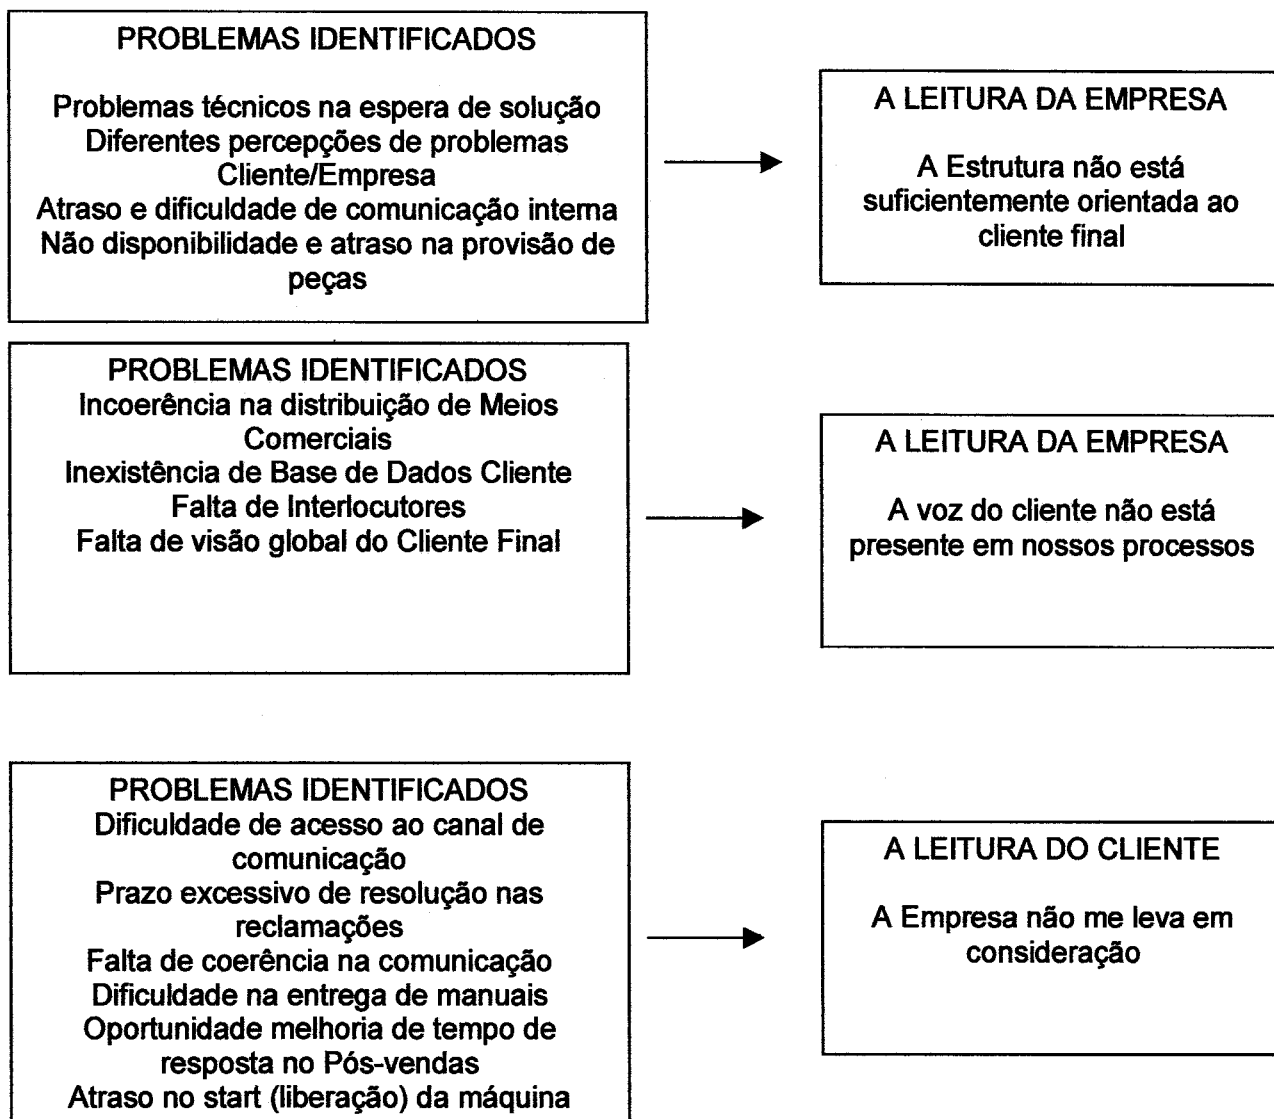 PROBLEMAS IDENTIFICADOS
Problemas técnicos na espera de solução
Diferentes percepções de problemas
Cliente/Empresa
Atraso e dificuldade de comunicação interna
Não disponibilidade e atraso na provisão de
peças
A LEITURA DA EMPRESA
A Estrutura não está
suficientemente orientada ao
cliente final
PROBLEMAS IDENTIFICADOS
Incoerência na distribuição de Meios
Comerciais
Inexistência de Base de Dados Cliente
Falta de Interlocutores
Falta de visão global do Cliente Final
A LEITURA DA EMPRESA
A voz do cliente não está
presente em nossos processos
PROBLEMAS IDENTIFICADOS
Dificuldade de acesso ao canal de
comunicação
Prazo excessivo de resolução nas
reclamações
Falta de coerência na comunicação
Dificuldade na entrega de manuais
Oportunidade melhoria de tempo de
resposta no Pós-vendas
Atraso no start (liberação) da máquina
A LEITURA DO CLIENTE
A Empresa não me leva em
consideração